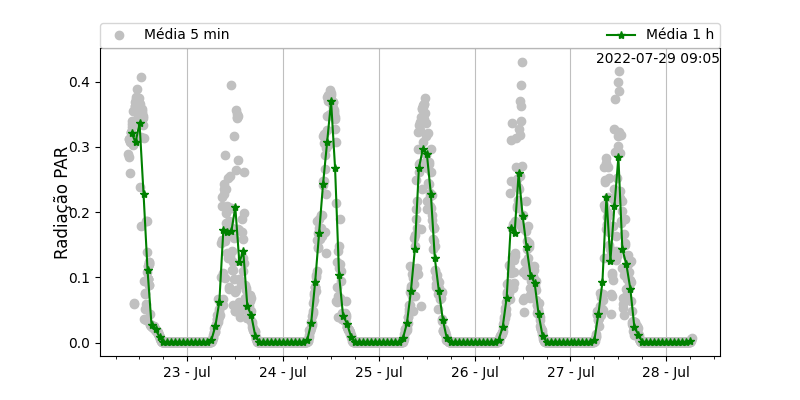 Média 5 min
Média 1 h
2022-07-29 09:05
Radiação PAR
0.4
0.3
0.2
0.1
0.0
23 - Jul
24 - Jul
25 - Jul
26 - Jul
27 - Jul
28 - Jul